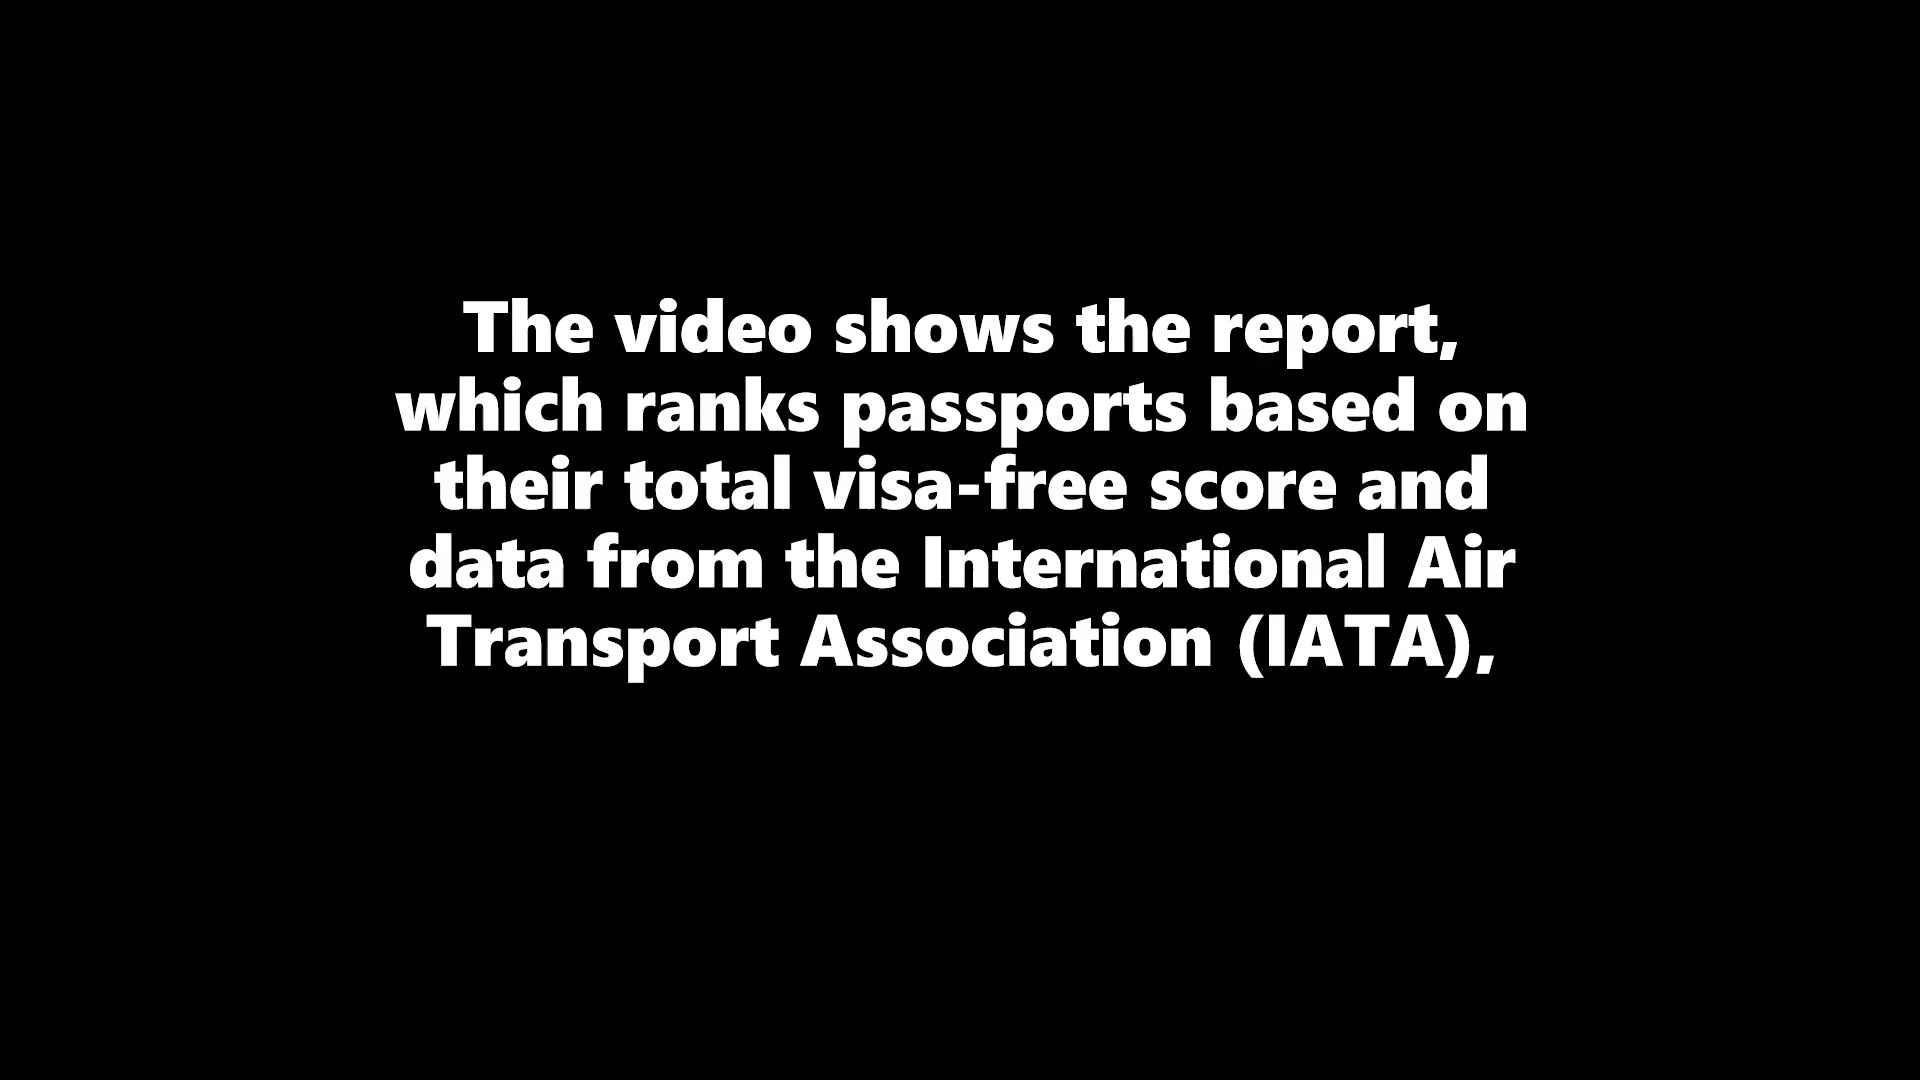 The video shows the report,
which ranks passports based on
their total visa-free score and
data from the International Air
Transport Association (IATA),